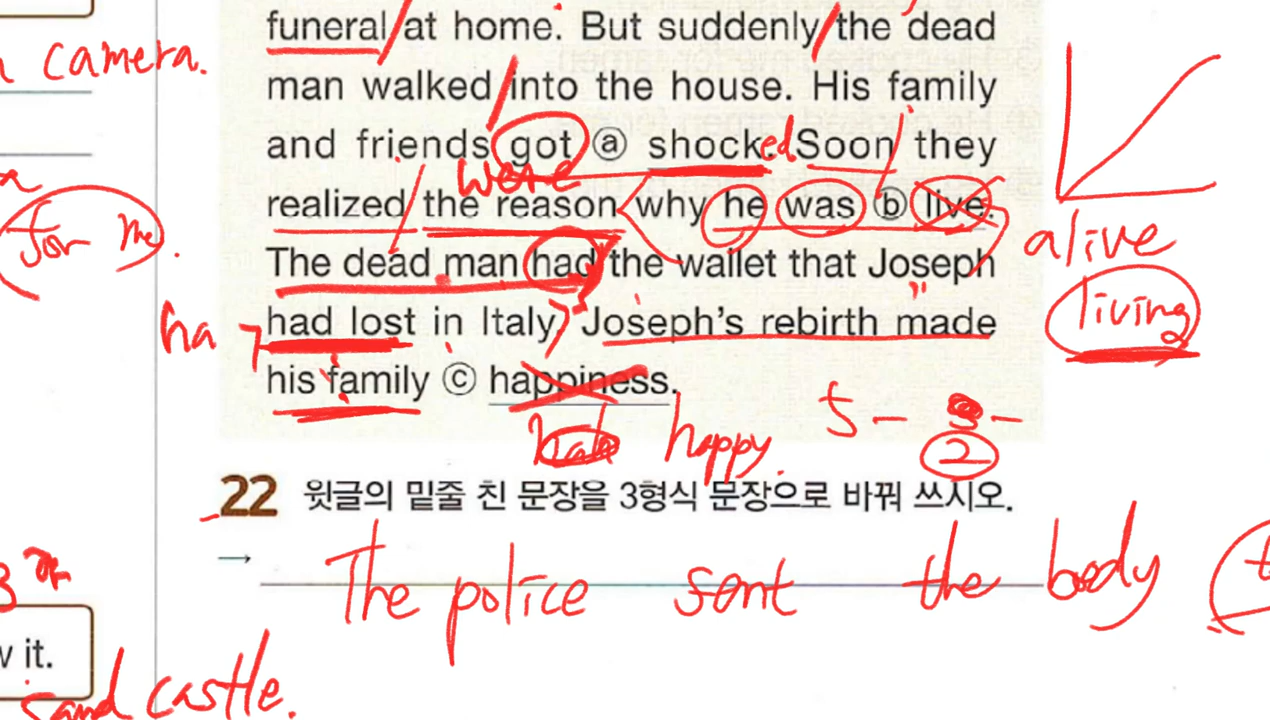 funeral at home. But suddenly the dead
camera.
man walked into the house. His family
and friends got ⓐ shocked Soon they
were
realized the reason why he was ⓑ live.
for me.
alive
The dead man had the wallet that Joseph
living
ha
had lost in Italy. Joseph's rebirth made
his family ⓒ happiness.
happy
5 -
2
22 윗글의 밑줄 친 문장을 3형식 문장으로 바꿔 쓰시오.
→ The police sent the body
it.
sand castle.